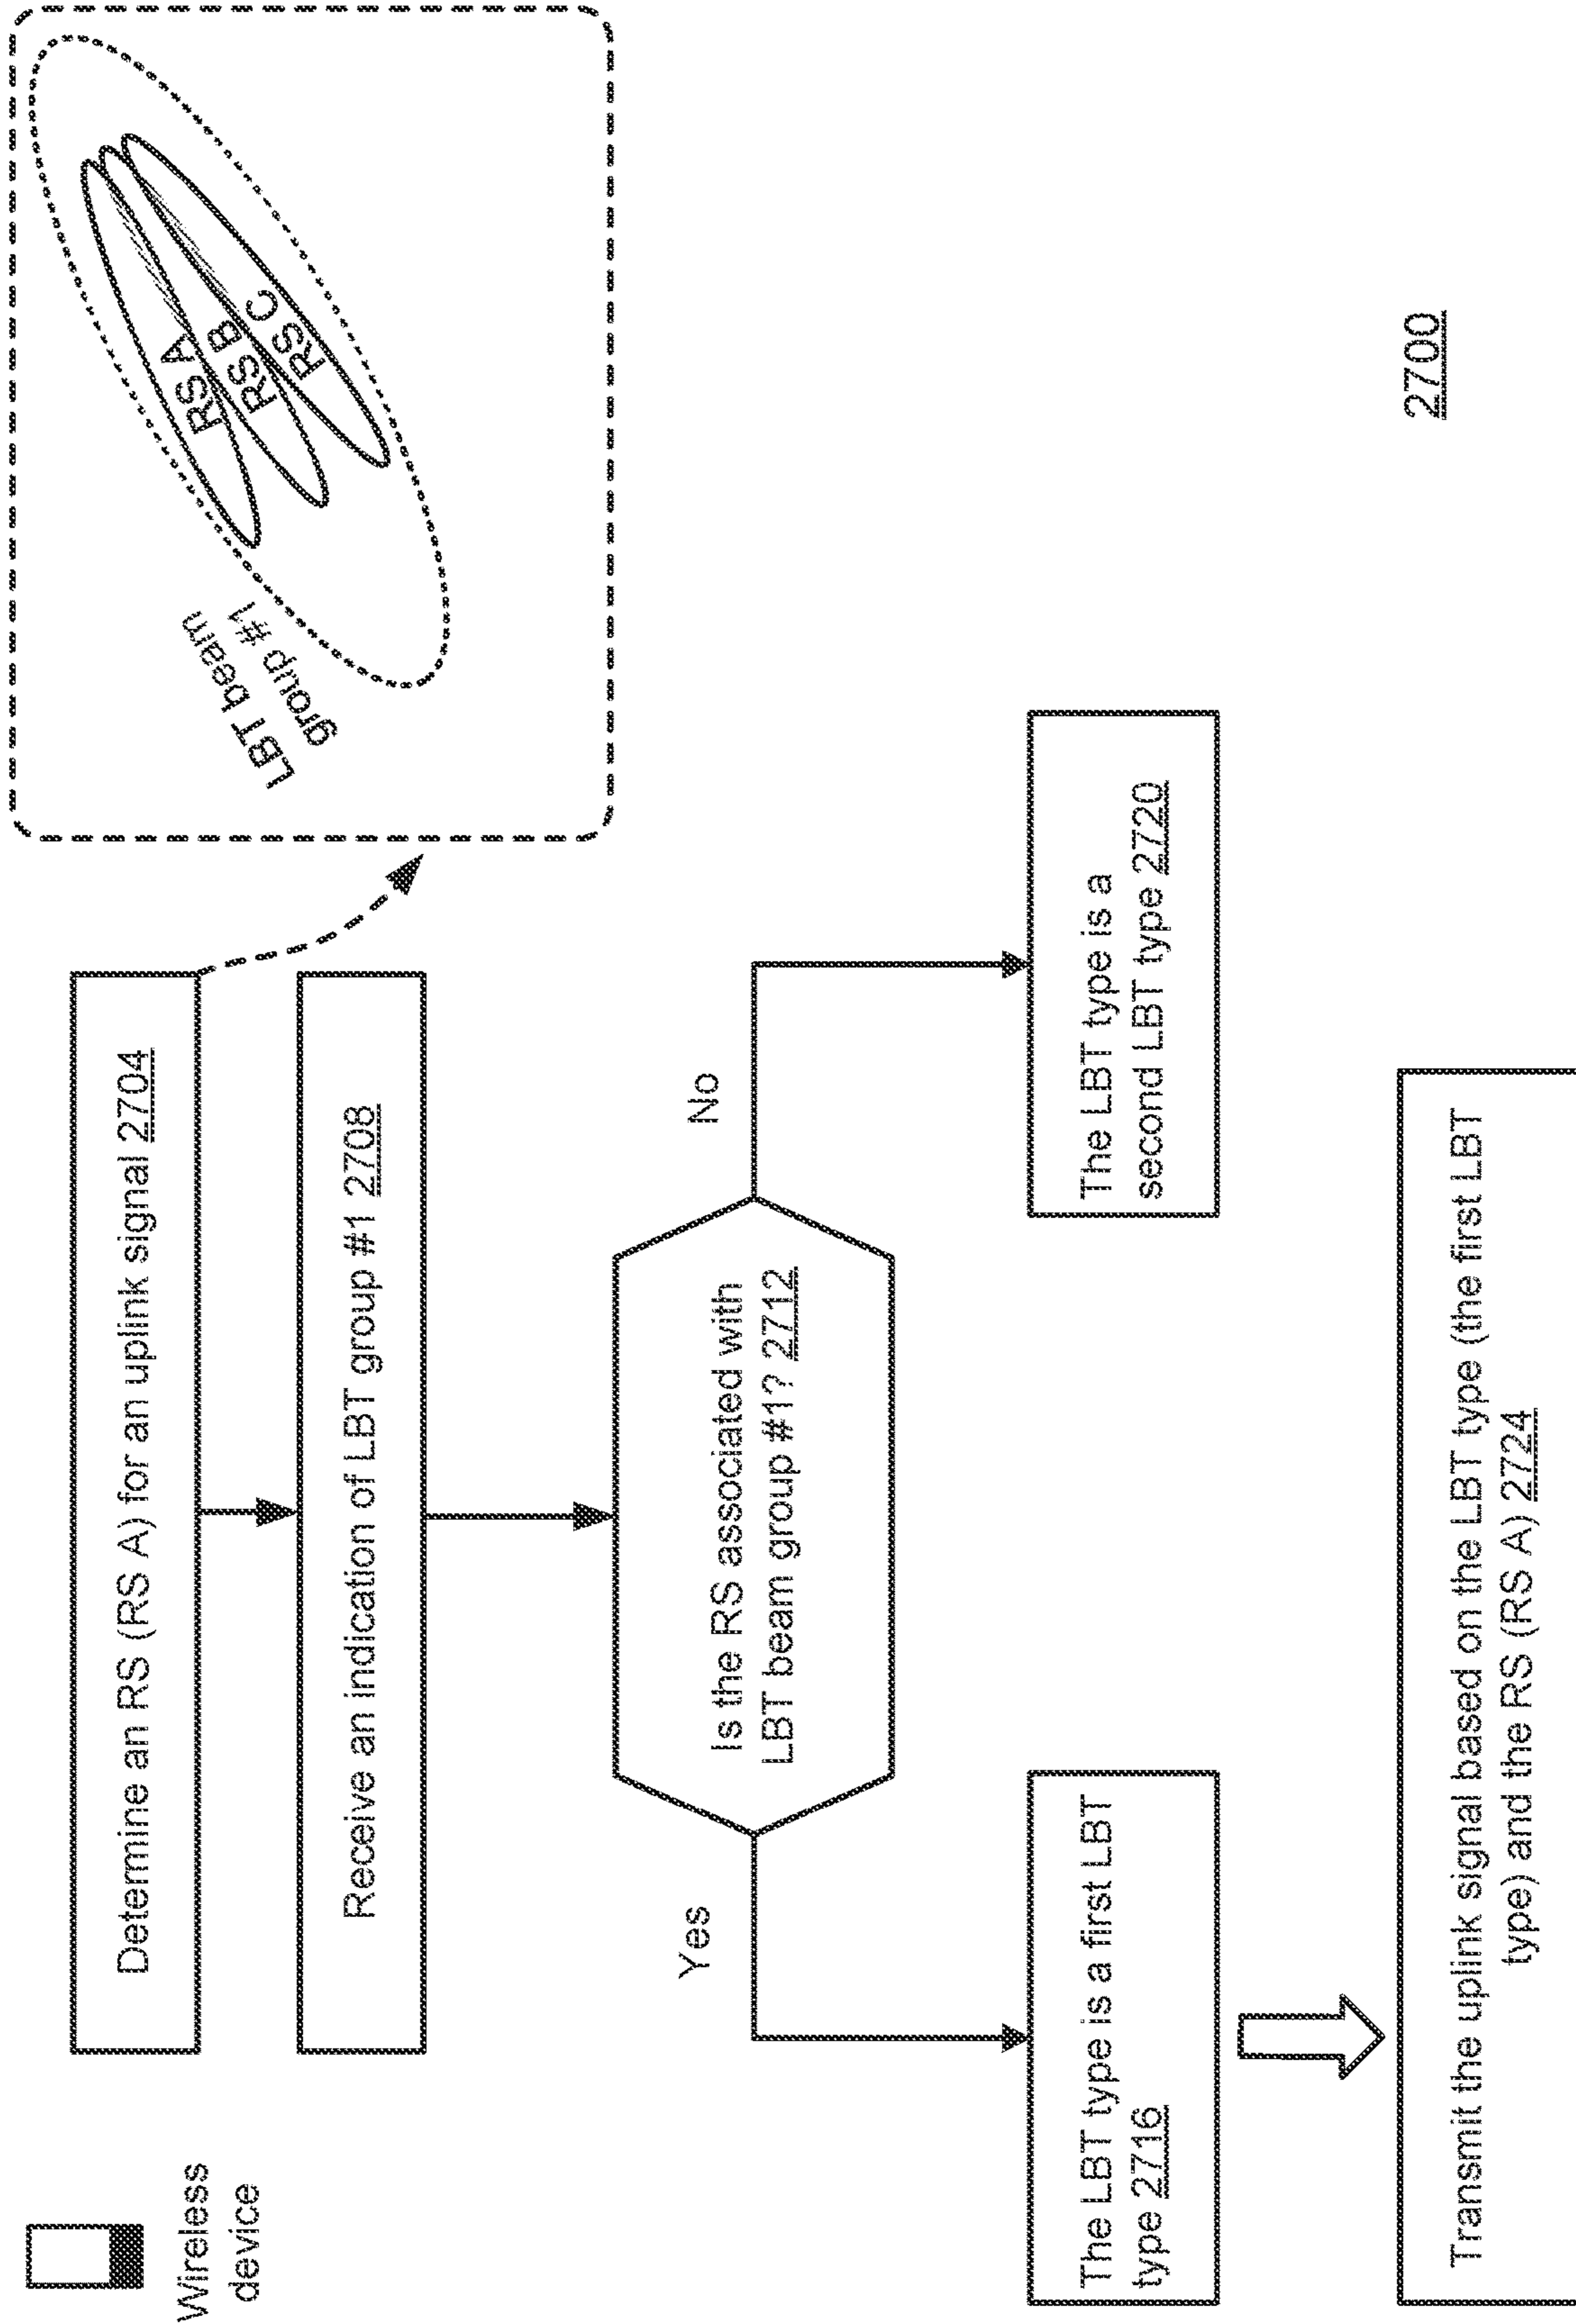 Wireless
device
Determine an RS (RS A) for an uplink signal 2704
Receive an indication of LBT group #1 2708
LBT beam
group #1
RS A
RS B
RS C
Is the RS associated with
LBT beam group #1? 2712
Yes
No
The LBT type is a first LBT
type 2716
The LBT type is a
second LBT type 2720
Transmit the uplink signal based on the LBT type (the first LBT
type) and the RS (RS A) 2724
2700